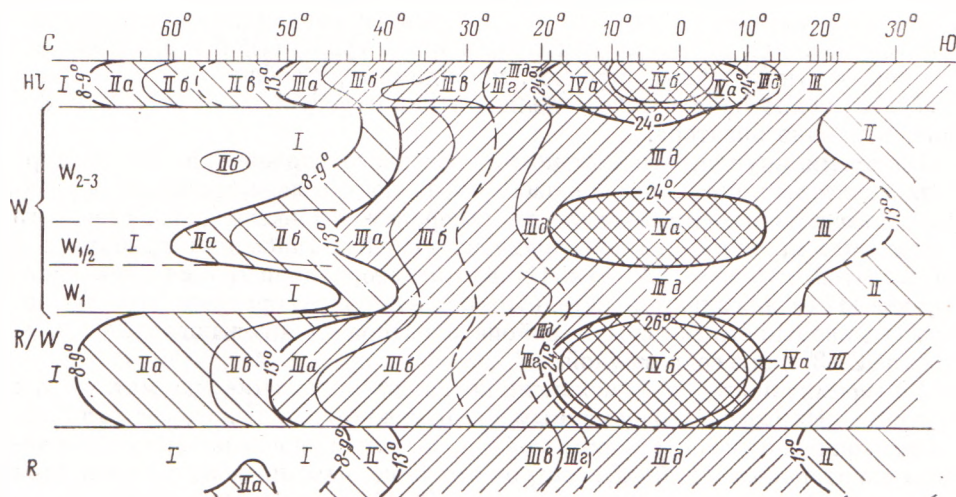 С 60° 50° 40° 30° 20° 10° 0° 10° 20° 30° Ю
Hl I 8-9° IIа IIб IIв 13° IIIа IIIб IIIд IIIв IIIг IIIд 24° IVа IVб IVа 24° IIIд III
24°
I IIб 8-9° IIIд II
W₂₋₃
W
24°
13°
W₁/₂ I IIа IIб 13° IIIа IIIб IIIд IVа III
W₁ I IIIд II
R/W
26°
I 8-9° IIа IIв 13° IIIа IIIб IIIг IIIд 24° IVб IVа III
R I IIа I 8-9° II 13° IIIв IIIг IIIд 13° II